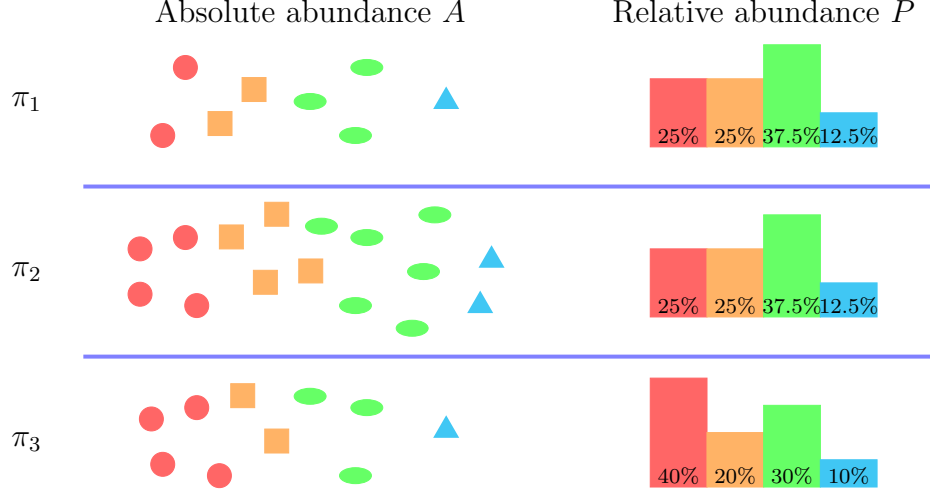 Absolute abundance A Relative abundance P
π1
25% 25% 37.5% 12.5%
π2
25% 25% 37.5% 12.5%
π3
40% 20% 30% 10%